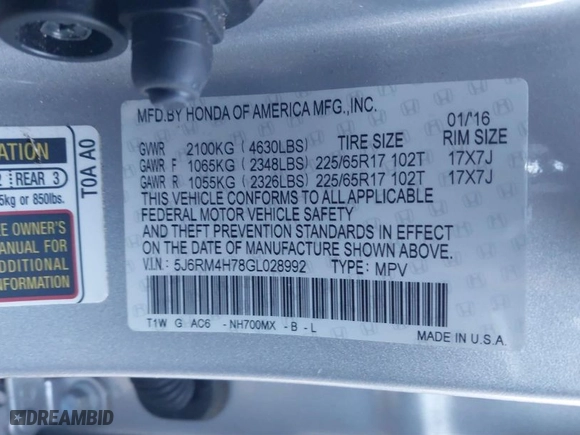 MFD.BY HONDA OF AMERICA MFG.,INC.
01/16
GVWR 2100KG (4630LBS) TIRE SIZE RIM SIZE
GAWR F 1065KG (2348LBS) 225/65R17 102T 17X7J
GAWR R 1055KG (2326LBS) 225/65R17 102T 17X7J
THIS VEHICLE CONFORMS TO ALL APPLICABLE
FEDERAL MOTOR VEHICLE SAFETY
AND THEFT PREVENTION STANDARDS IN EFFECT
ON THE DATE OF MANUFACTURE SHOWN ABOVE.
V.I.N: 5J6RM4H78GL028992 TYPE: MPV
T1W G AC6 -NH700MX -B -L
MADE IN U.S.A.
ATION
2 REAR 3
5kg or 850lbs.
OWNER'S
MANUAL FOR
ADDITIONAL
INFORMATION
T0A A0
DREAMBID